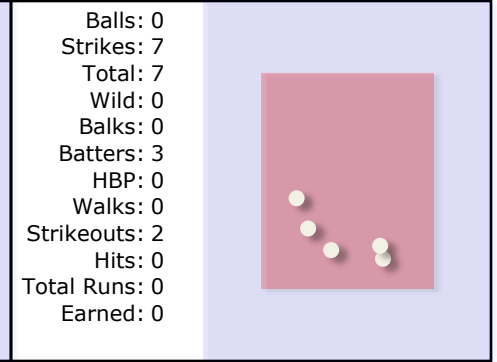 Balls: 0
Strikes: 7
Total: 7
Wild: 0
Balks: 0
Batters: 3
HBP: 0
Walks: 0
Strikeouts: 2
Hits: 0
Total Runs: 0
Earned: 0